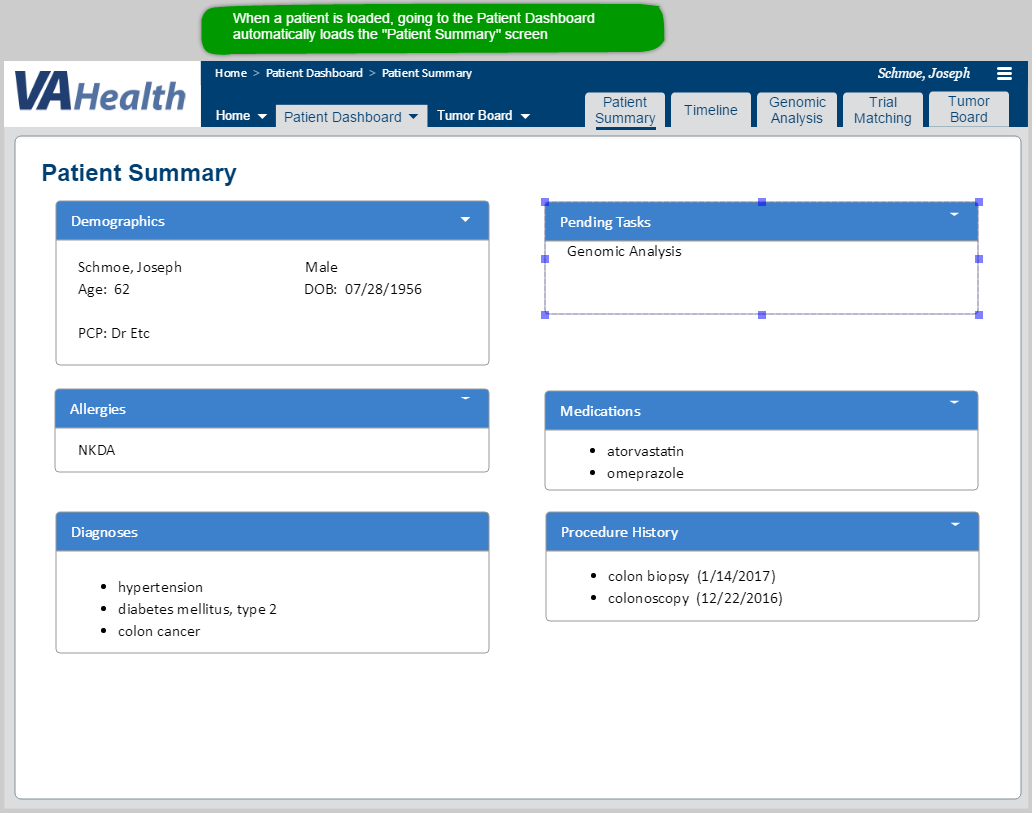 When a patient is loaded, going to the Patient Dashboard
automatically loads the "Patient Summary" screen
VAHealth
Home > Patient Dashboard > Patient Summary
Schmoe, Joseph
Home
Patient Dashboard
Tumor Board
Patient
Summary
Timeline
Genomic
Analysis
Trial
Matching
Tumor
Board
Patient Summary
Demographics
Schmoe, Joseph
Male
Age: 62
DOB: 07/28/1956
PCP: Dr Etc
Pending Tasks
Genomic Analysis
Allergies
NKDA
Medications
• atorvastatin
• omeprazole
Diagnoses
• hypertension
• diabetes mellitus, type 2
• colon cancer
Procedure History
• colon biopsy (1/14/2017)
• colonoscopy (12/22/2016)